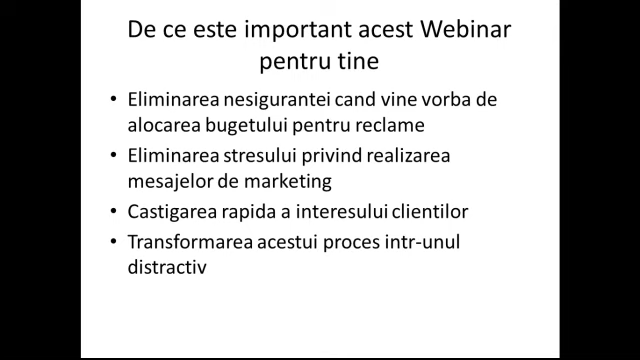 De ce este important acest Webinar
pentru tine
• Eliminarea nesigurantei cand vine vorba de
alocarea bugetului pentru reclame
• Eliminarea stresului privind realizarea
mesajelor de marketing
• Castigarea rapida a interesului clientilor
• Transformarea acestui proces intr-unul
distractiv